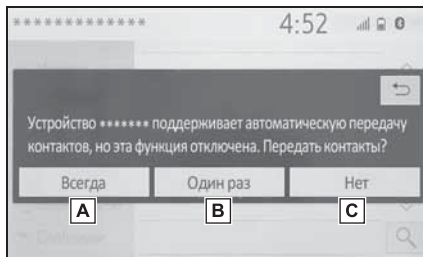 ************* 4:52
Устройство ******* поддерживает автоматическую передачу
контактов, но эта функция отключена. Передать контакты?
Всегда Один раз Нет
A B C